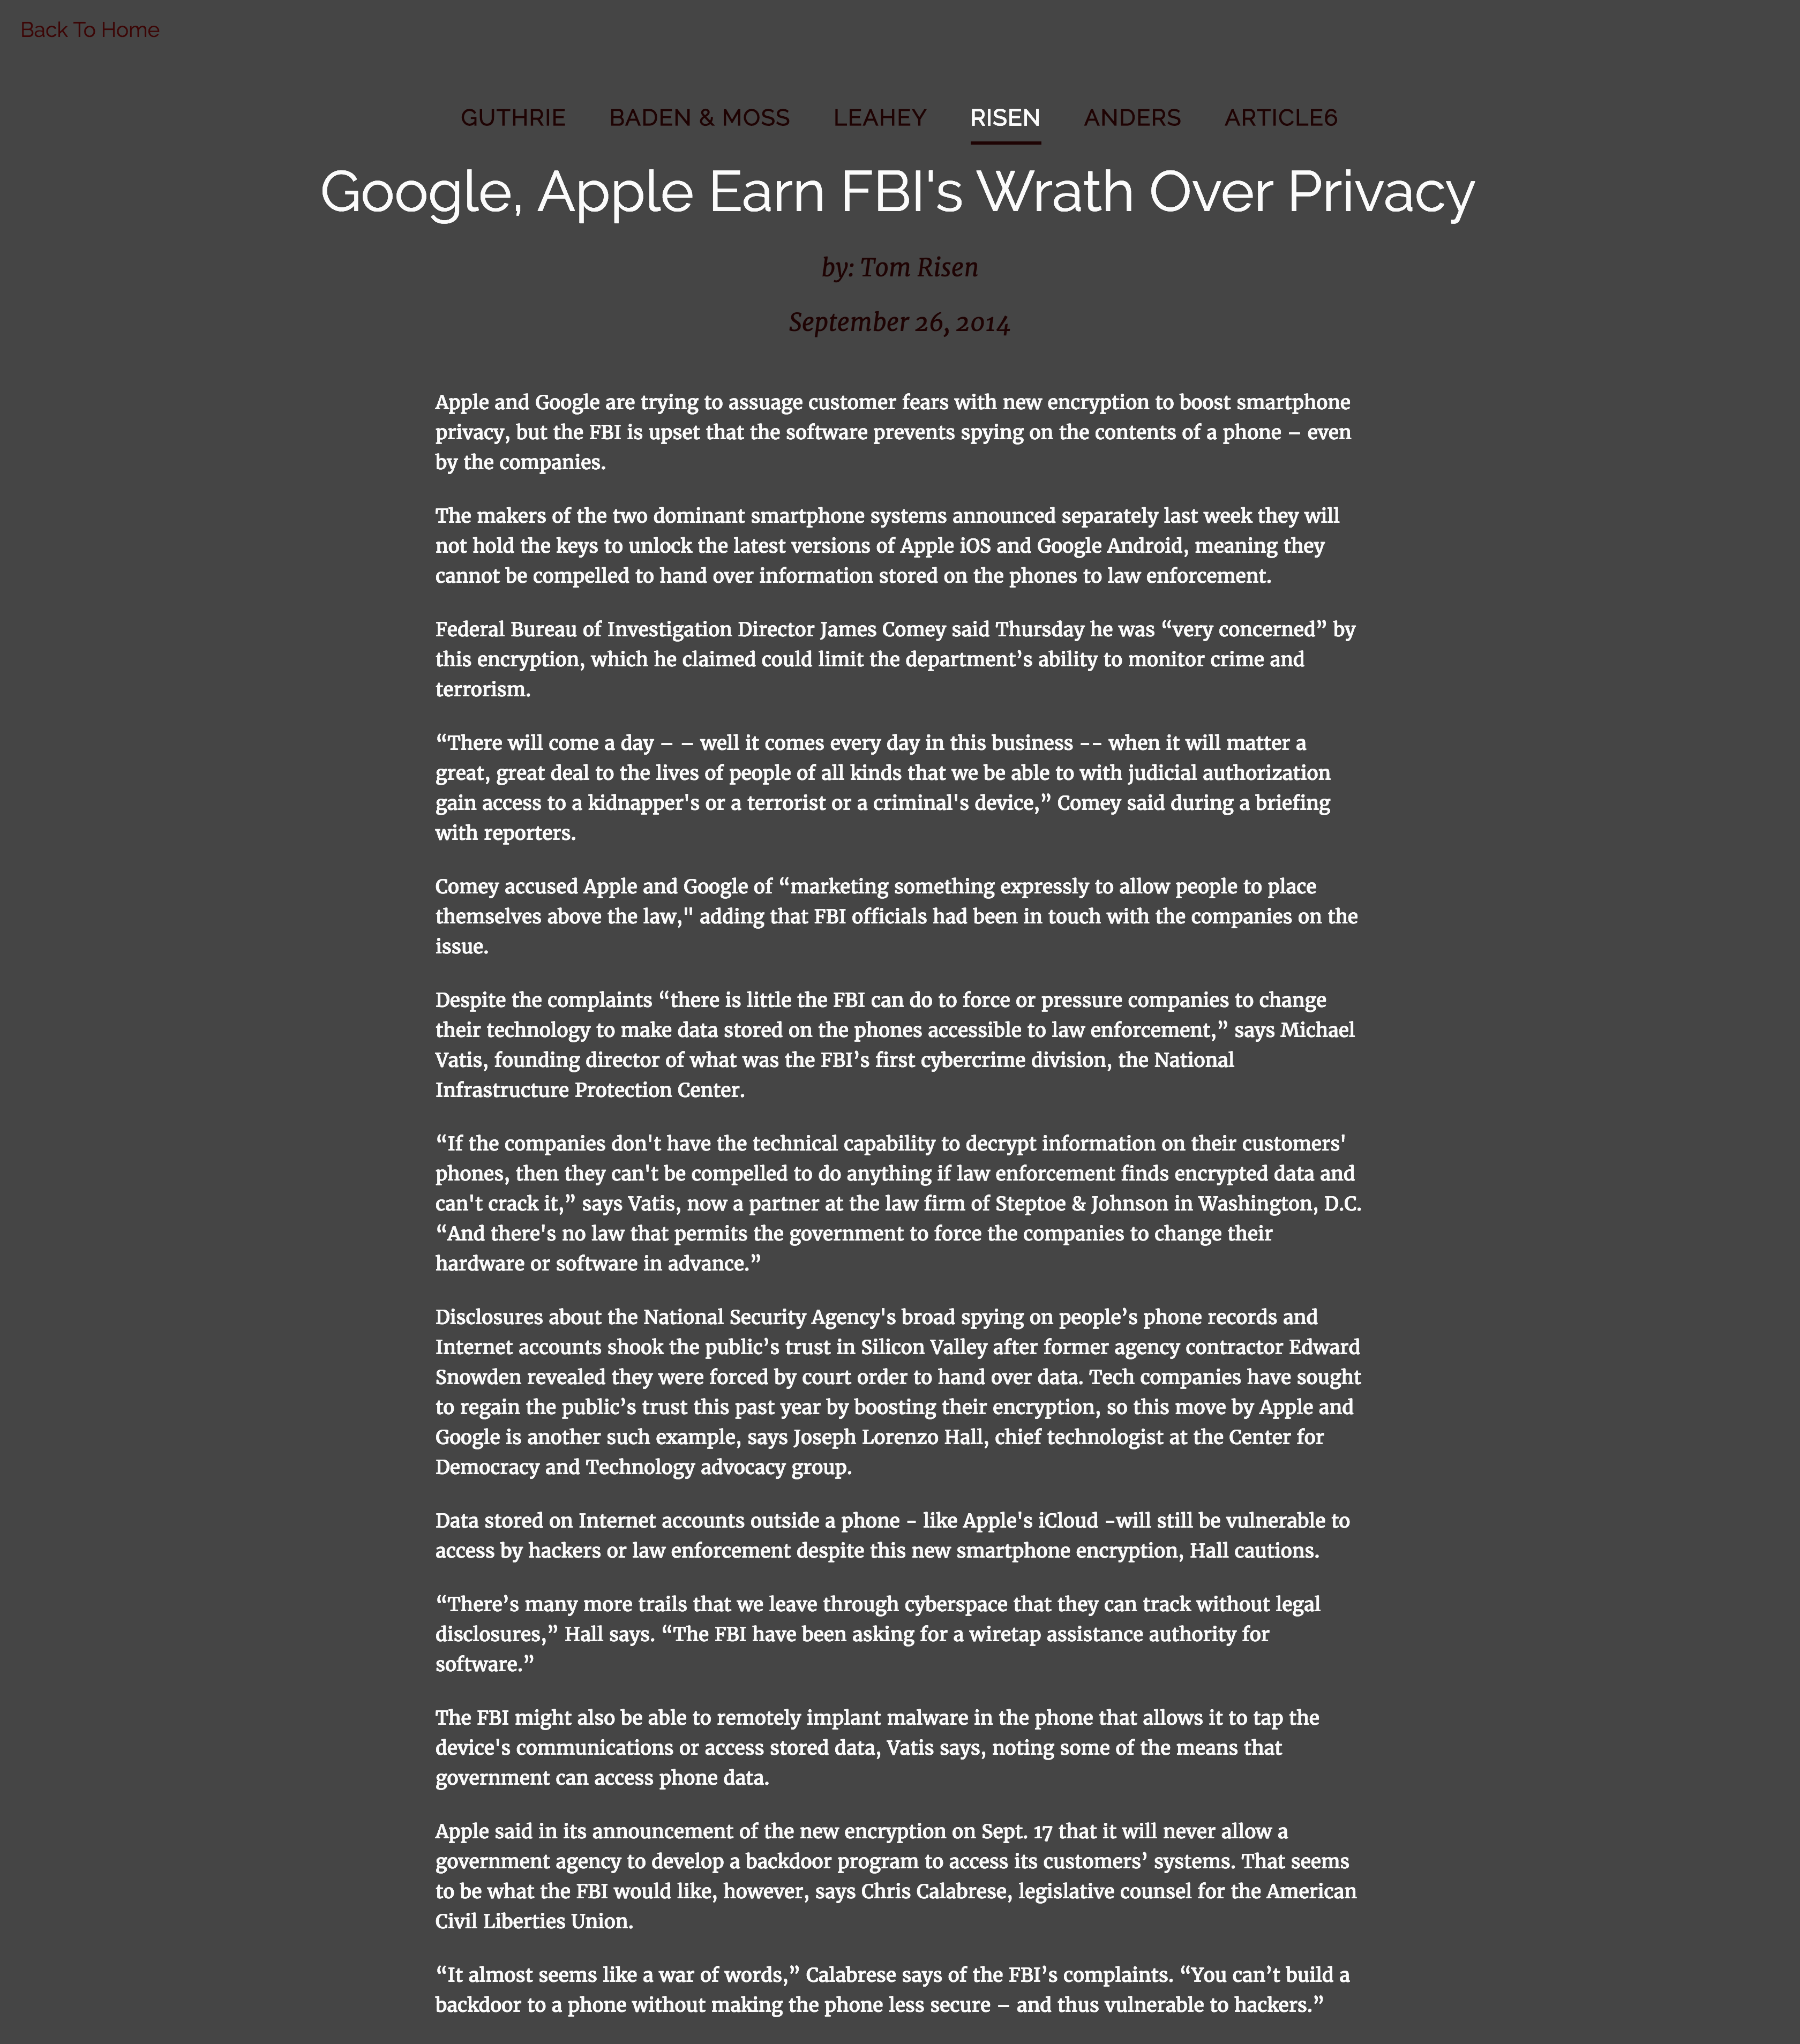 Back To Home
GUTHRIE BADEN & MOSS LEAHEY RISEN ANDERS ARTICLE6
Google, Apple Earn FBI's Wrath Over Privacy
by: Tom Risen
September 26, 2014
Apple and Google are trying to assuage customer fears with new encryption to boost smartphone
privacy, but the FBI is upset that the software prevents spying on the contents of a phone – even
by the companies.
The makers of the two dominant smartphone systems announced separately last week they will
not hold the keys to unlock the latest versions of Apple iOS and Google Android, meaning they
cannot be compelled to hand over information stored on the phones to law enforcement.
Federal Bureau of Investigation Director James Comey said Thursday he was “very concerned” by
this encryption, which he claimed could limit the department’s ability to monitor crime and
terrorism.
“There will come a day – – well it comes every day in this business -- when it will matter a
great, great deal to the lives of people of all kinds that we be able to with judicial authorization
gain access to a kidnapper's or a terrorist or a criminal's device,” Comey said during a briefing
with reporters.
Comey accused Apple and Google of “marketing something expressly to allow people to place
themselves above the law," adding that FBI officials had been in touch with the companies on the
issue.
Despite the complaints “there is little the FBI can do to force or pressure companies to change
their technology to make data stored on the phones accessible to law enforcement,” says Michael
Vatis, founding director of what was the FBI’s first cybercrime division, the National
Infrastructure Protection Center.
“If the companies don't have the technical capability to decrypt information on their customers'
phones, then they can't be compelled to do anything if law enforcement finds encrypted data and
can't crack it,” says Vatis, now a partner at the law firm of Steptoe & Johnson in Washington, D.C.
“And there's no law that permits the government to force the companies to change their
hardware or software in advance.”
Disclosures about the National Security Agency's broad spying on people’s phone records and
Internet accounts shook the public’s trust in Silicon Valley after former agency contractor Edward
Snowden revealed they were forced by court order to hand over data. Tech companies have sought
to regain the public’s trust this past year by boosting their encryption, so this move by Apple and
Google is another such example, says Joseph Lorenzo Hall, chief technologist at the Center for
Democracy and Technology advocacy group.
Data stored on Internet accounts outside a phone - like Apple's iCloud -will still be vulnerable to
access by hackers or law enforcement despite this new smartphone encryption, Hall cautions.
“There’s many more trails that we leave through cyberspace that they can track without legal
disclosures,” Hall says. “The FBI have been asking for a wiretap assistance authority for
software.”
The FBI might also be able to remotely implant malware in the phone that allows it to tap the
device's communications or access stored data, Vatis says, noting some of the means that
government can access phone data.
Apple said in its announcement of the new encryption on Sept. 17 that it will never allow a
government agency to develop a backdoor program to access its customers’ systems. That seems
to be what the FBI would like, however, says Chris Calabrese, legislative counsel for the American
Civil Liberties Union.
“It almost seems like a war of words,” Calabrese says of the FBI’s complaints. “You can’t build a
backdoor to a phone without making the phone less secure – and thus vulnerable to hackers.”